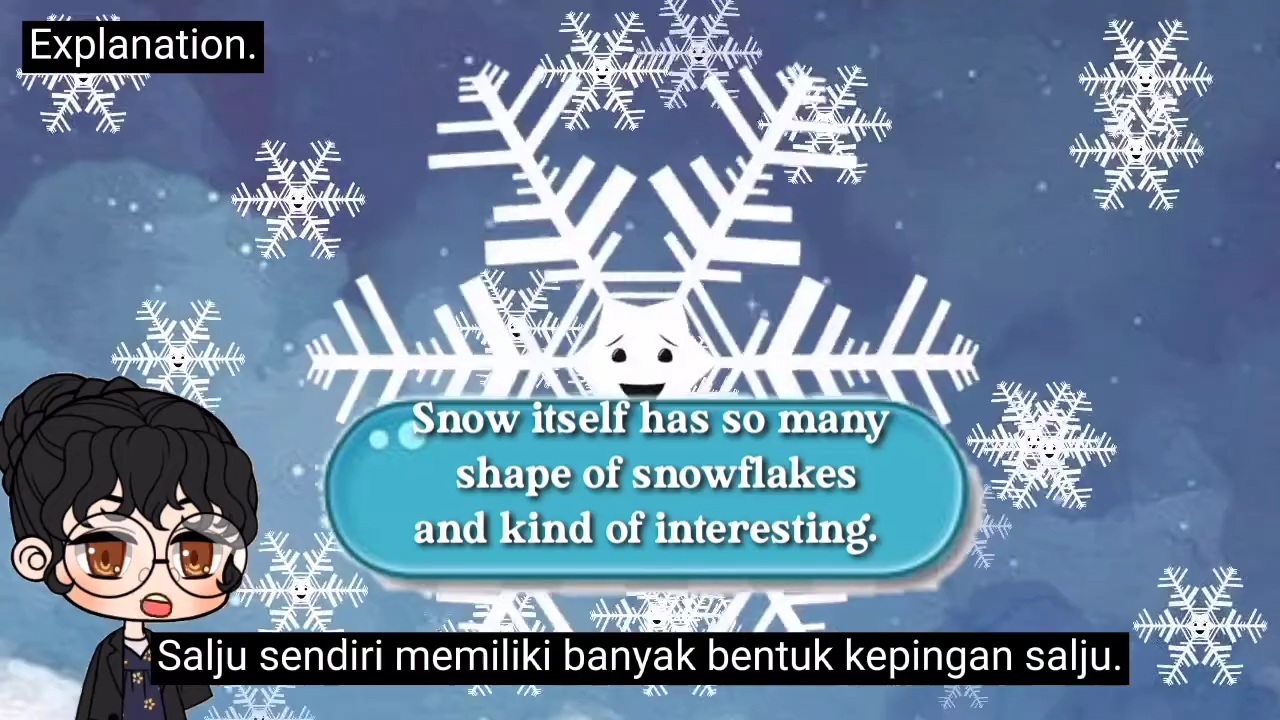 Explanation.
Snow itself has so many
shape of snowflakes
and kind of interesting.
Salju sendiri memiliki banyak bentuk kepingan salju.